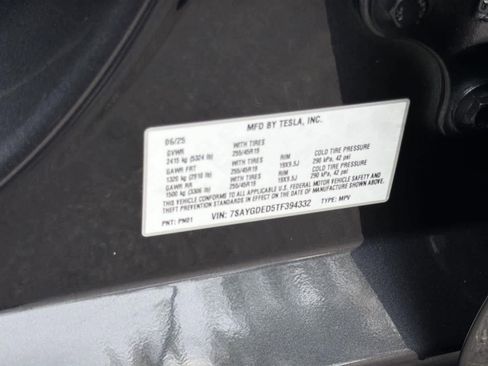 MFD BY TESLA, INC.
06/25
GVWR WITH TIRES COLD TIRE PRESSURE
2415 kg (5324 lb) 255/45R19 RIM 290 kPa, 42 psi
GAWR FRT WITH TIRES 19X9.5J COLD TIRE PRESSURE
1320 kg (2910 lb) 255/45R19 RIM 290 kPa, 42 psi
GAWR RR WITH TIRES 19X9.5J
1500 kg (3306 lb) 255/45R19
THIS VEHICLE CONFORMS TO ALL APPLICABLE U.S. FEDERAL MOTOR VEHICLE SAFETY AND
THEFT PREVENTION STANDARDS IN EFFECT ON THE DATE OF MANUFACTURE SHOWN ABOVE.
PNT: PN01 VIN: 7SAYGDED5TF394332 TYPE: MPV